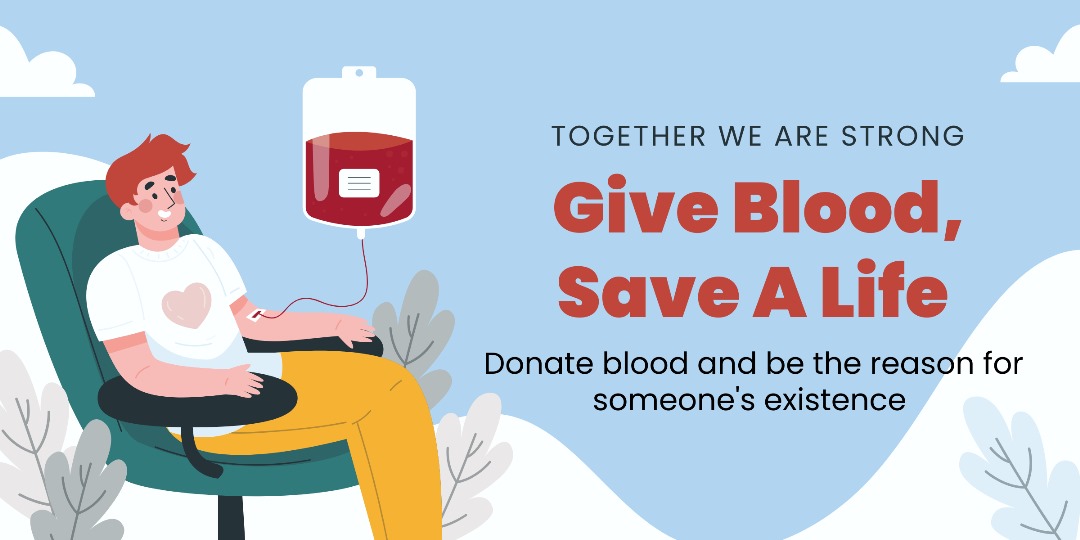 TOGETHER WE ARE STRONG
Give Blood,
Save A Life
Donate blood and be the reason for
someone's existence